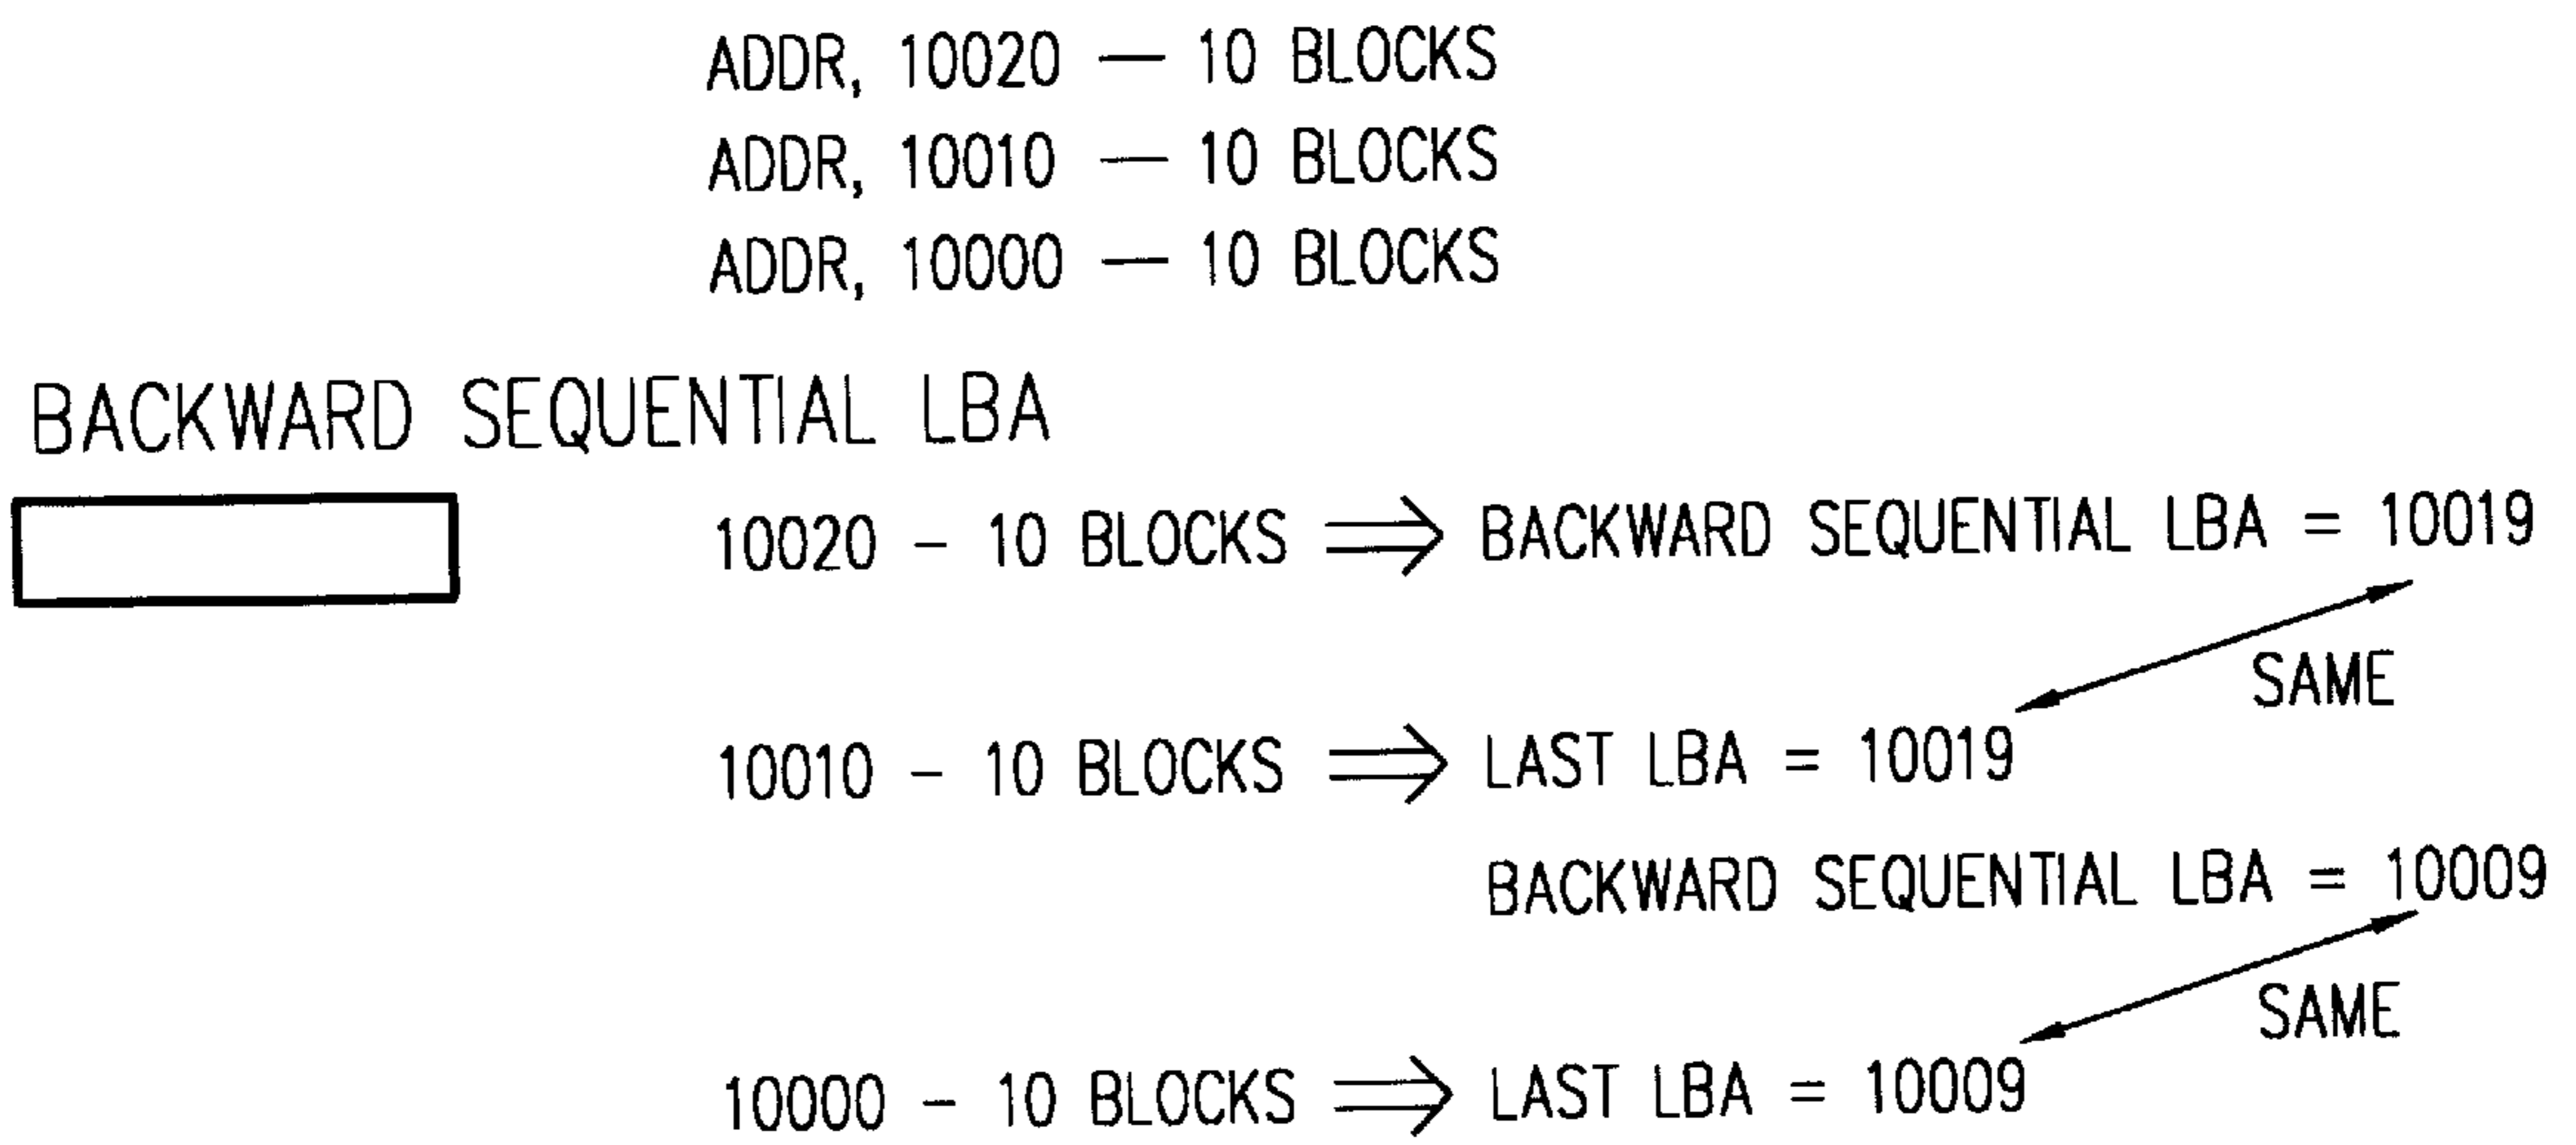 ADDR, 10020 — 10 BLOCKS
ADDR, 10010 — 10 BLOCKS
ADDR, 10000 — 10 BLOCKS
BACKWARD SEQUENTIAL LBA
10020 - 10 BLOCKS ⇒ BACKWARD SEQUENTIAL LBA = 10019
SAME
10010 - 10 BLOCKS ⇒ LAST LBA = 10019
BACKWARD SEQUENTIAL LBA = 10009
SAME
10000 - 10 BLOCKS ⇒ LAST LBA = 10009